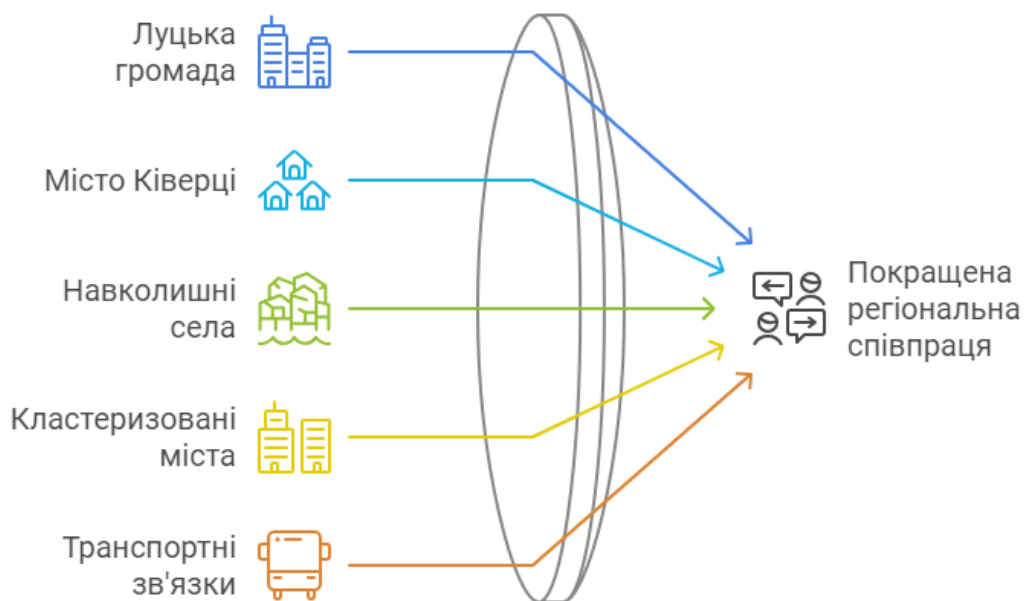 Луцька
громада
Місто Ківерці
Навколишні
села
Кластеризовані
міста
Транспортні
зв'язки
Покращена
регіональна
співпраця